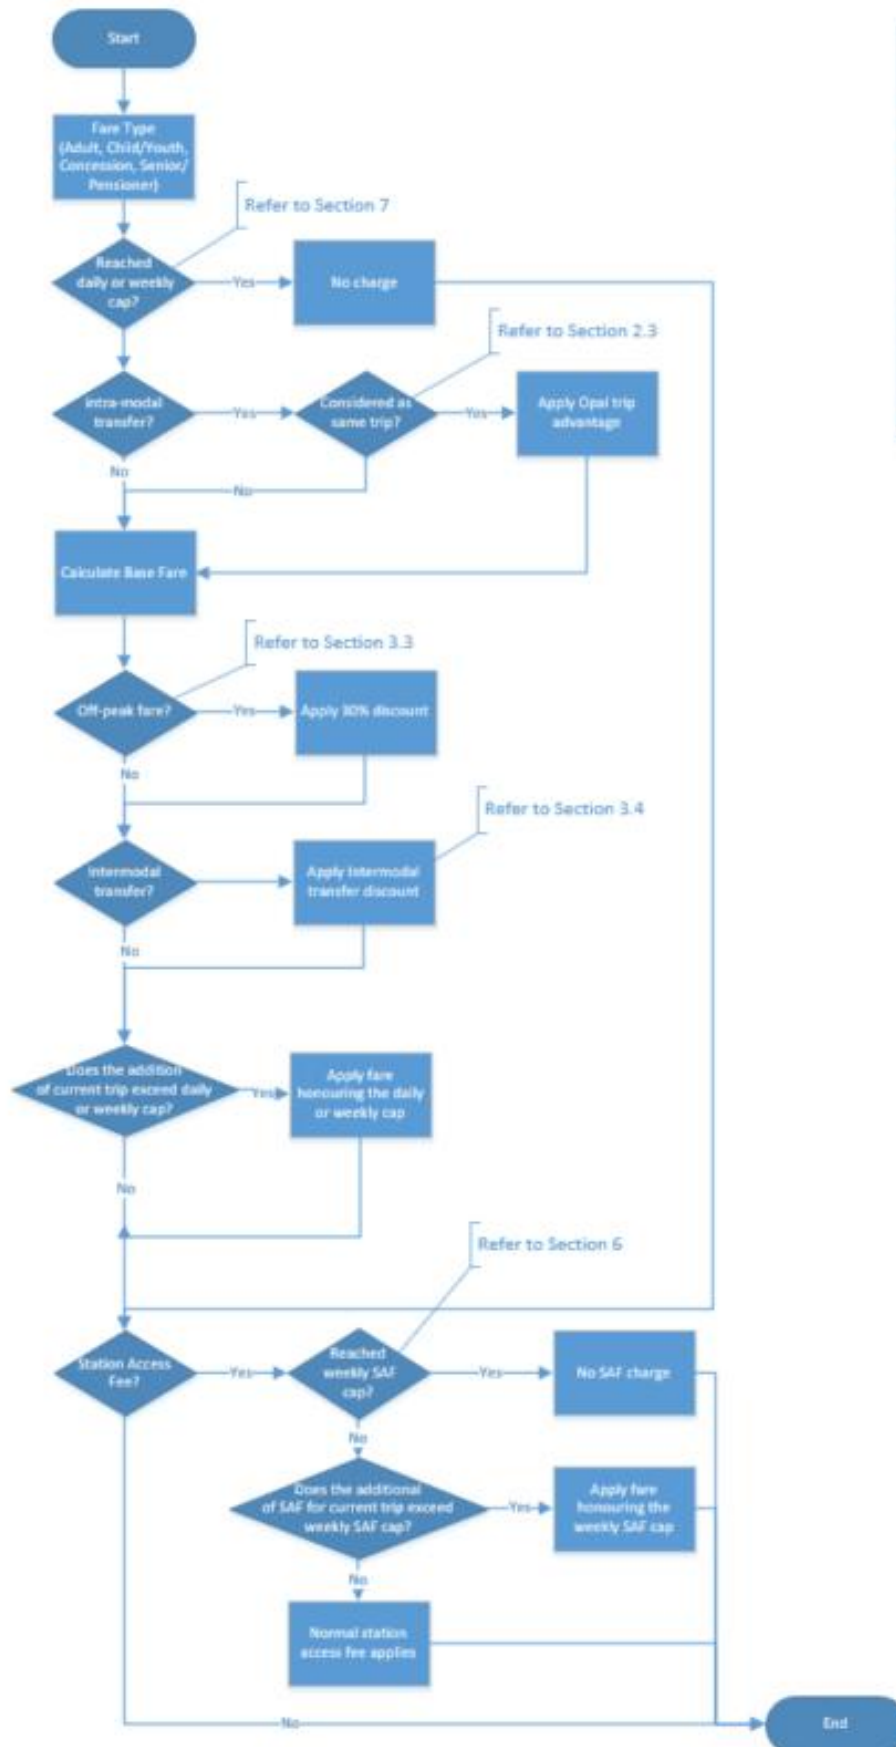 Start
Fare Type
(Adult, Child/Youth,
Concession, Senior/
Pensioner)
Refer to Section 7
Reached
daily or weekly
cap?
Yes
No charge
Refer to Section 2.3
Intra-modal
transfer?
Yes
Considered as
same trip?
Yes
Apply Opal trip
advantage
No
No
Calculate Base Fare
Refer to Section 3.3
Off-peak fare?
Yes
Apply 30% discount
No
Refer to Section 3.4
Intermodal
transfer?
Apply Intermodal
transfer discount
No
Does the addition
of current trip exceed daily
or weekly cap?
Yes
Apply fare
honouring the daily
or weekly cap
No
Refer to Section 6
Station Access
Fee?
Yes
Reached
weekly SAF
cap?
Yes
No SAF charge
No
Does the additional
of SAF for current trip exceed
weekly SAF cap?
Yes
Apply fare
honouring the
weekly SAF cap
No
Normal station
access fee applies
No
End